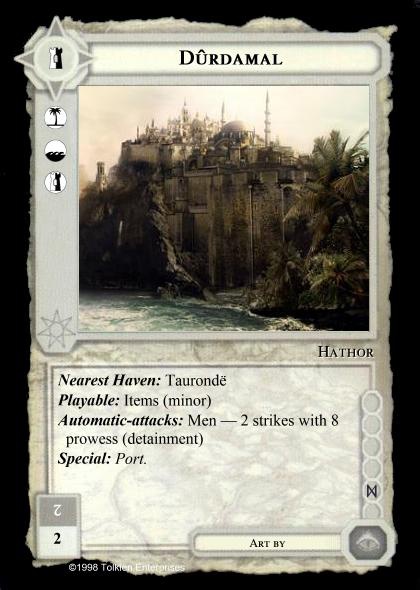 DÛRDAMAL
HATHOR
Nearest Haven: Taurondë
Playable: Items (minor)
Automatic-attacks: Men — 2 strikes with 8
prowess (detainment)
Special: Port.
2
2
ART BY
©1998 Tolkien Enterprises